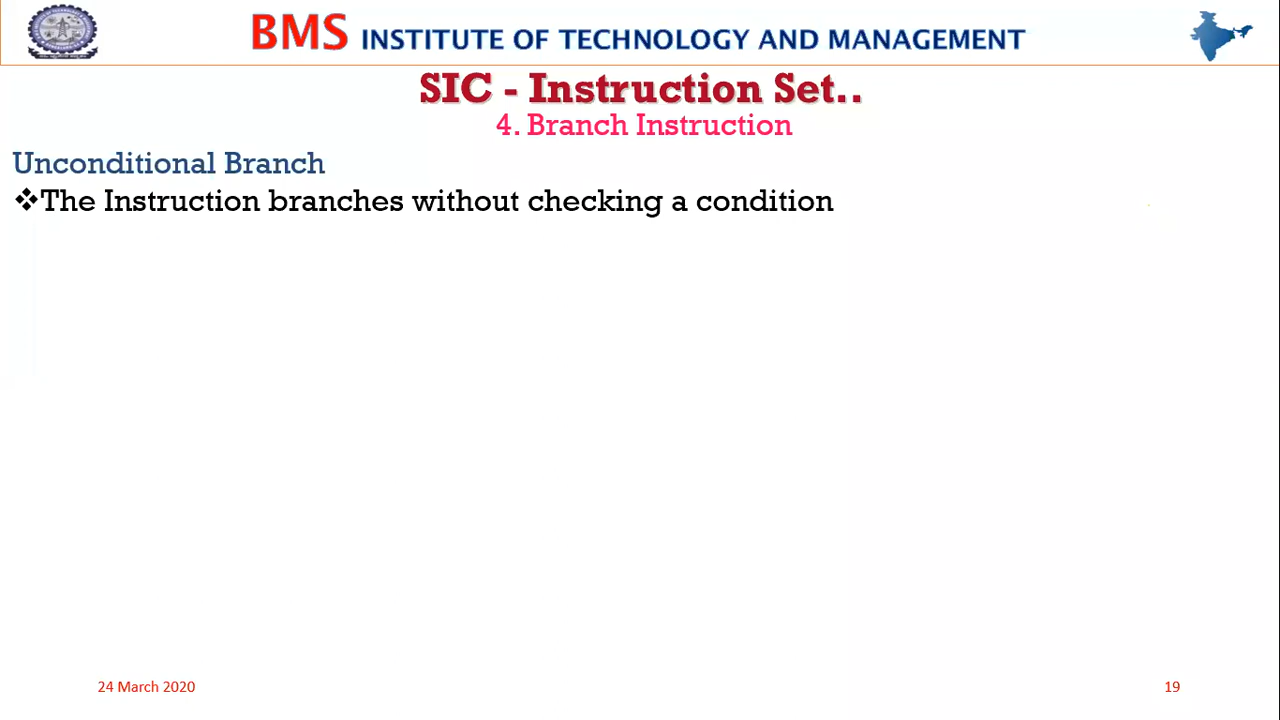 BMS INSTITUTE OF TECHNOLOGY AND MANAGEMENT
SIC - Instruction Set..
4. Branch Instruction
Unconditional Branch
❖The Instruction branches without checking a condition
24 March 2020
19